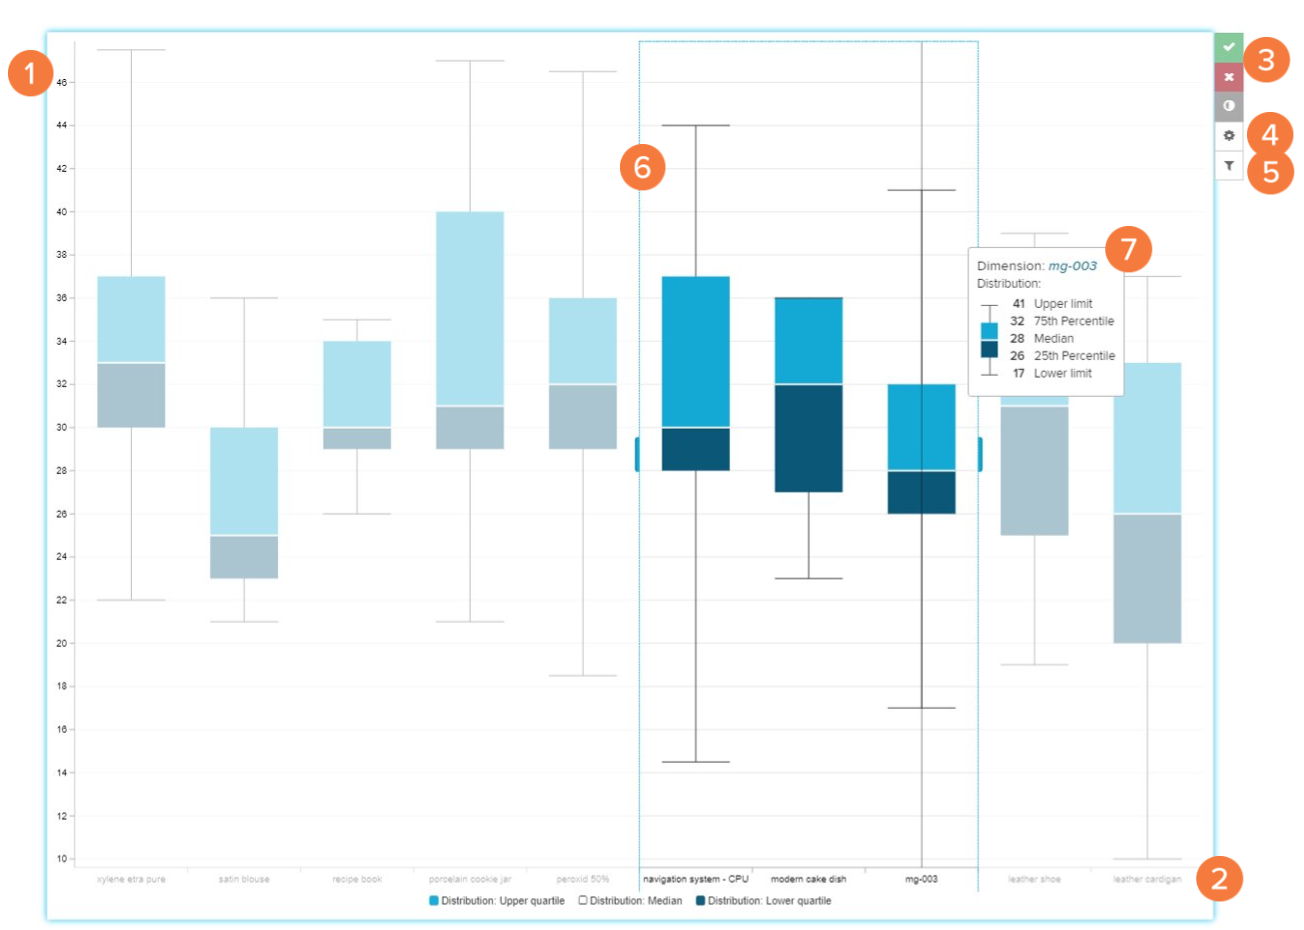 1
3
46
44
4
42
6
5
40
38
7
Dimension: mg-003
Distribution:
36
41 Upper limit
32 75th Percentile
34
28 Median
26 25th Percentile
32
17 Lower limit
30
28
26
24
22
20
18
16
14
12
10
xylene etra pure
satin blouse
recipe book
porcelain cookie jar
peroxid 50%
navigation system - CPU
modern cake dish
mg-003
leather shoe
leather cardigan
2
Distribution: Upper quartile Distribution: Median Distribution: Lower quartile